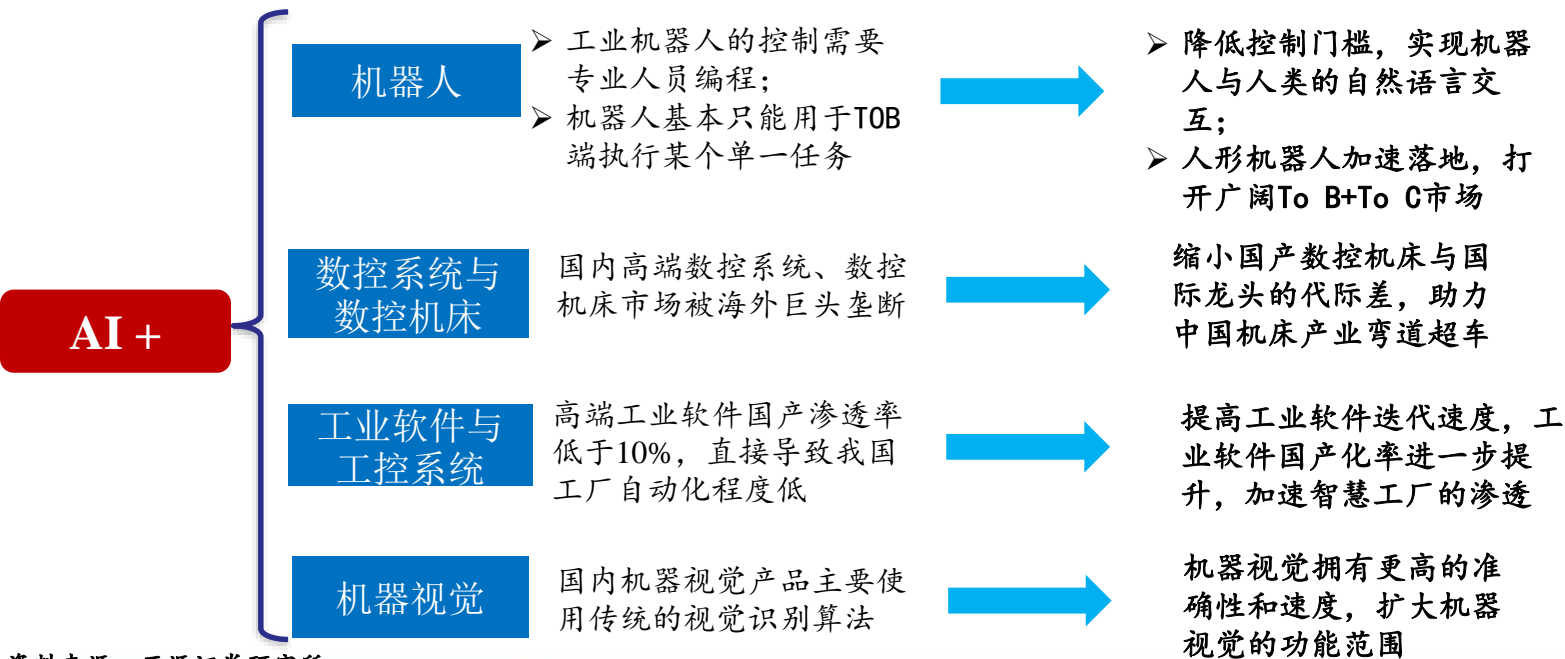 AI +
机器人
➢ 工业机器人的控制需要
专业人员编程；
➢ 机器人基本只能用于TOB
端执行某个单一任务
➢ 降低控制门槛，实现机器
人与人类的自然语言交
互；
➢ 人形机器人加速落地，打
开广阔To B+To C市场
数控系统与
数控机床
国内高端数控系统、数控
机床市场被海外巨头垄断
缩小国产数控机床与国
际龙头的代际差，助力
中国机床产业弯道超车
工业软件与
工控系统
高端工业软件国产渗透率
低于10%，直接导致我国
工厂自动化程度低
提高工业软件迭代速度，工
业软件国产化率进一步提
升，加速智慧工厂的渗透
机器视觉
国内机器视觉产品主要使
用传统的视觉识别算法
机器视觉拥有更高的准
确性和速度，扩大机器
视觉的功能范围